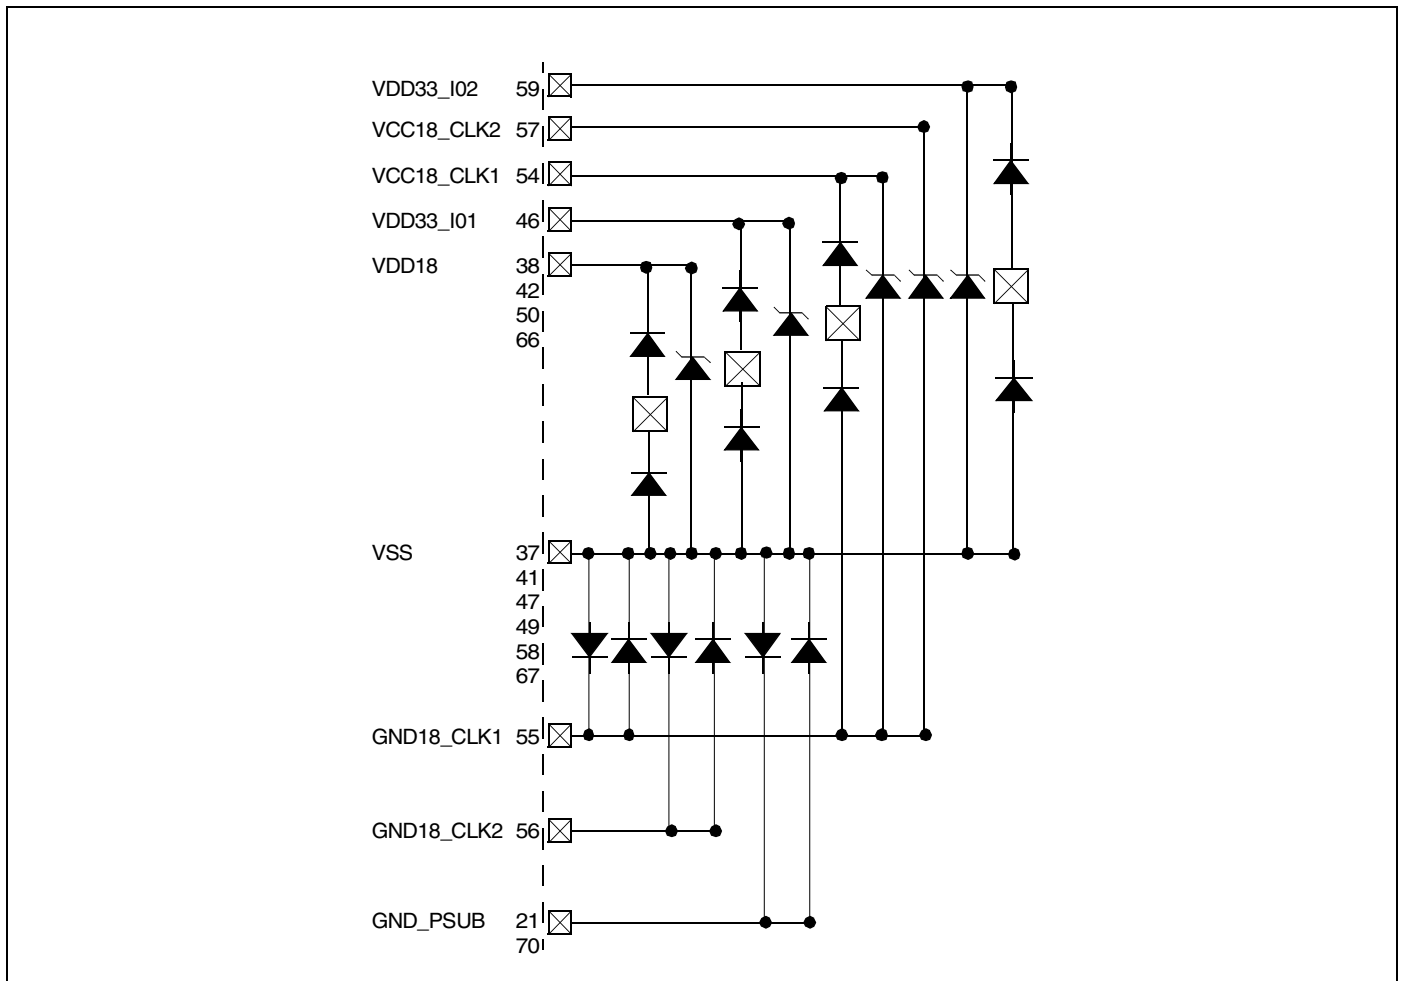 VDD33_I02 59
VCC18_CLK2 57
VCC18_CLK1 54
VDD33_I01 46
VDD18 38
42
50
66
VSS 37
41
47
49
58
67
GND18_CLK1 55
GND18_CLK2 56
GND_PSUB 21
70